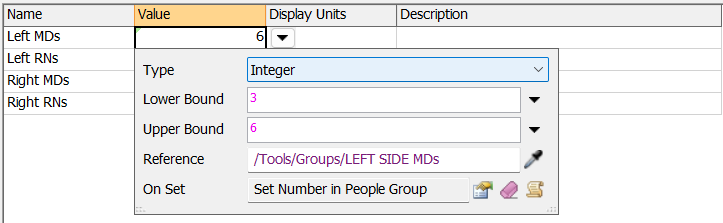 Name Value Display Units Description
Left MDs 6
Left RNs
Right MDs
Right RNs
Type Integer
Lower Bound 3
Upper Bound 6
Reference /Tools/Groups/LEFT SIDE MDs
On Set Set Number in People Group